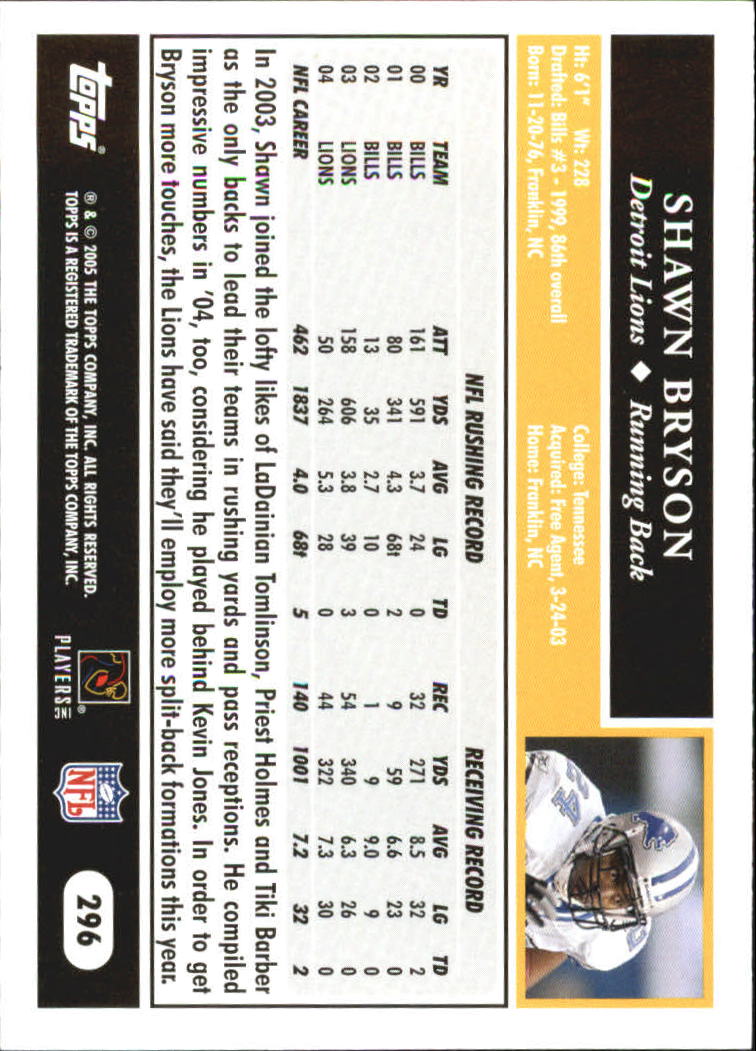 SHAWN BRYSON
Detroit Lions ◆ Running Back
Ht: 6'1" Wt: 228
Drafted: Bills #3 - 1999, 86th overall
Born: 11-20-76, Franklin, NC
College: Tennessee
Acquired: Free Agent, 3-24-03
Home: Franklin, NC
24
NFL RUSHING RECORD RECEIVING RECORD
YR TEAM ATT YDS AVG LG TD REC YDS AVG LG TD
00 BILLS 161 591 3.7 24 0 32 271 8.5 32 2
01 BILLS 80 341 4.3 68† 2 9 59 6.6 23 0
02 BILLS 13 35 2.7 10 0 1 9 9.0 9 0
03 LIONS 158 606 3.8 39 3 54 340 6.3 26 0
04 LIONS 50 264 5.3 28 0 44 322 7.3 30 0
NFL CAREER 462 1837 4.0 68† 5 140 1001 7.2 32 2
In 2003, Shawn joined the lofty likes of LaDainian Tomlinson, Priest Holmes and Tiki Barber
as the only backs to lead their teams in rushing yards and pass receptions. He compiled
impressive numbers in '04, too, considering he played behind Kevin Jones. In order to get
Bryson more touches, the Lions have said they'll employ more split-back formations this year.
topps®
® & © 2005 THE TOPPS COMPANY, INC. ALL RIGHTS RESERVED.
TOPPS IS A REGISTERED TRADEMARK OF THE TOPPS COMPANY, INC.
PLAYERS INC
NFL
296